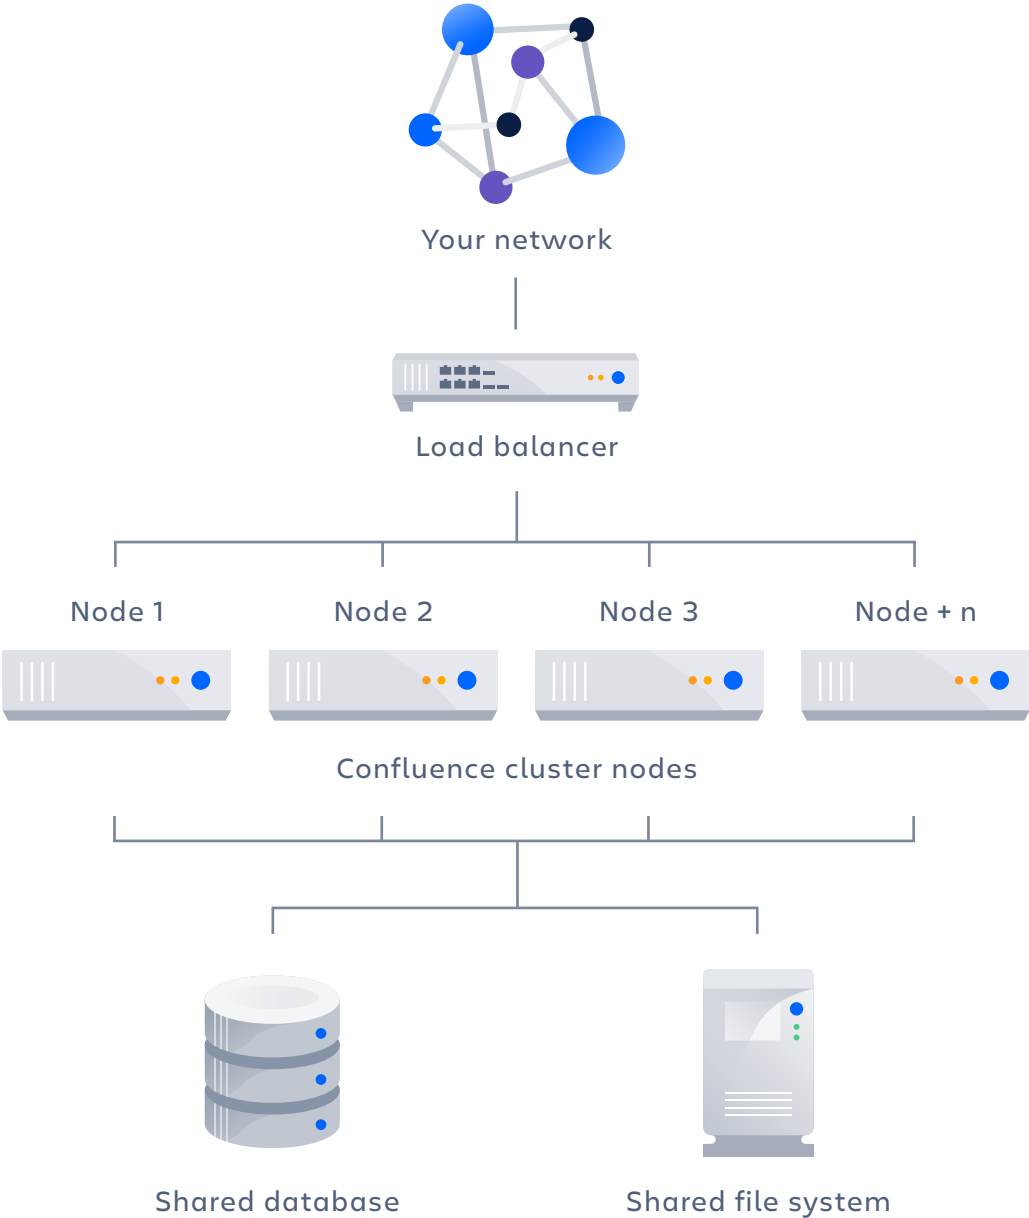 Your network
Load balancer
Node 1
Node 2
Node 3
Node + n
Confluence cluster nodes
Shared database
Shared file system